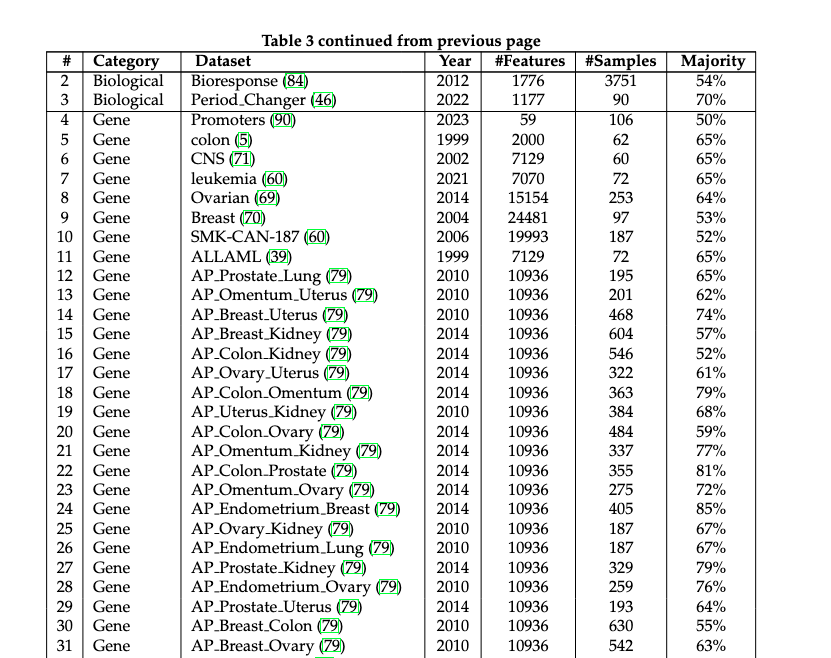 Table 3 continued from previous page
# Category Dataset Year #Features #Samples Majority
2 Biological Bioresponse (84) 2012 1776 3751 54%
3 Biological Period_Changer (46) 2022 1177 90 70%
4 Gene Promoters (90) 2023 59 106 50%
5 Gene colon (5) 1999 2000 62 65%
6 Gene CNS (71) 2002 7129 60 65%
7 Gene leukemia (60) 2021 7070 72 65%
8 Gene Ovarian (69) 2014 15154 253 64%
9 Gene Breast (70) 2004 24481 97 53%
10 Gene SMK-CAN-187 (60) 2006 19993 187 52%
11 Gene ALLAML (39) 1999 7129 72 65%
12 Gene AP_Prostate_Lung (79) 2010 10936 195 65%
13 Gene AP_Omentum_Uterus (79) 2010 10936 201 62%
14 Gene AP_Breast_Uterus (79) 2010 10936 468 74%
15 Gene AP_Breast_Kidney (79) 2014 10936 604 57%
16 Gene AP_Colon_Kidney (79) 2014 10936 546 52%
17 Gene AP_Ovary_Uterus (79) 2014 10936 322 61%
18 Gene AP_Colon_Omentum (79) 2014 10936 363 79%
19 Gene AP_Uterus_Kidney (79) 2010 10936 384 68%
20 Gene AP_Colon_Ovary (79) 2014 10936 484 59%
21 Gene AP_Omentum_Kidney (79) 2014 10936 337 77%
22 Gene AP_Colon_Prostate (79) 2014 10936 355 81%
23 Gene AP_Omentum_Ovary (79) 2014 10936 275 72%
24 Gene AP_Endometrium_Breast (79) 2014 10936 405 85%
25 Gene AP_Ovary_Kidney (79) 2010 10936 187 67%
26 Gene AP_Endometrium_Lung (79) 2010 10936 187 67%
27 Gene AP_Prostate_Kidney (79) 2014 10936 329 79%
28 Gene AP_Endometrium_Ovary (79) 2010 10936 259 76%
29 Gene AP_Prostate_Uterus (79) 2014 10936 193 64%
30 Gene AP_Breast_Colon (79) 2010 10936 630 55%
31 Gene AP_Breast_Ovary (79) 2010 10936 542 63%